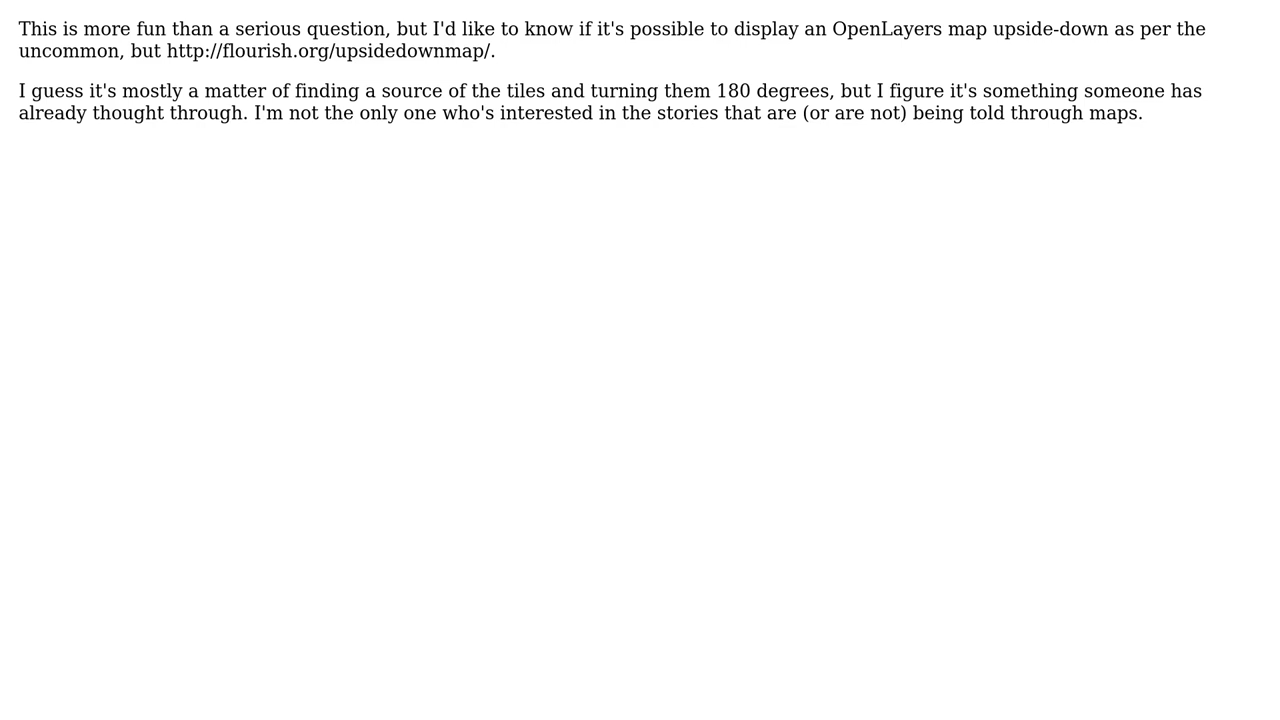 This is more fun than a serious question, but I'd like to know if it's possible to display an OpenLayers map upside-down as per the
uncommon, but http://flourish.org/upsidedownmap/.
I guess it's mostly a matter of finding a source of the tiles and turning them 180 degrees, but I figure it's something someone has
already thought through. I'm not the only one who's interested in the stories that are (or are not) being told through maps.